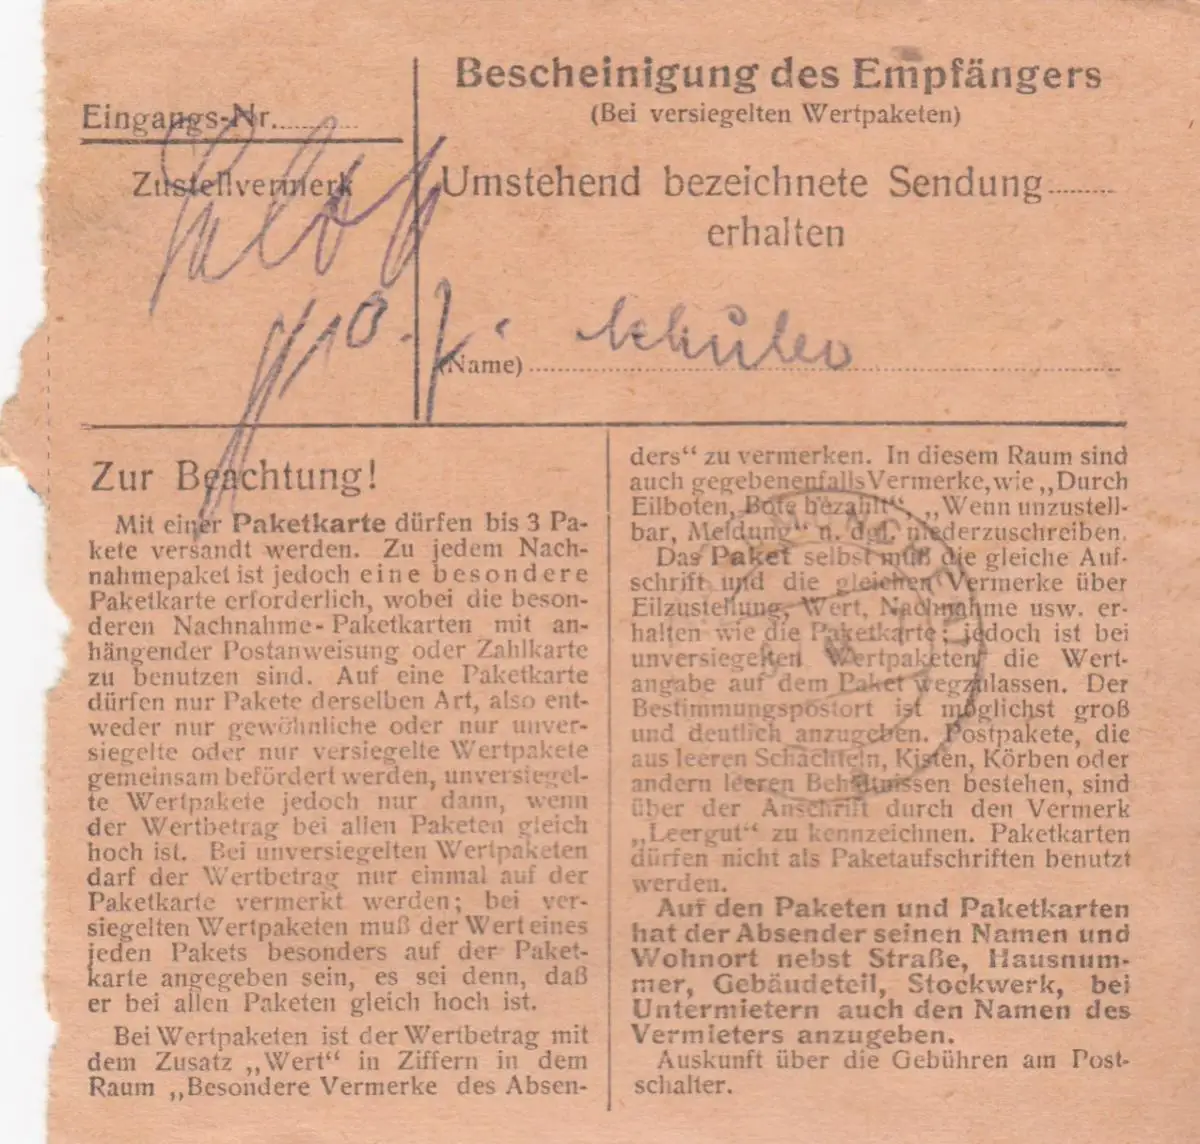 Eingangs-Nr.
Zustellvermerk
Bescheinigung des Empfängers
(Bei versiegelten Wertpaketen)
Umstehend bezeichnete Sendung
erhalten
(Name)
Zur Beachtung!
Mit einer Paketkarte dürfen bis 3 Pa-
kete versandt werden. Zu jedem Nach-
nahmepaket ist jedoch eine besondere
Paketkarte erforderlich, wobei die beson-
deren Nachnahme-Paketkarten mit an-
hängender Postanweisung oder Zahlkarte
zu benutzen sind. Auf eine Paketkarte
dürfen nur Pakete derselben Art, also ent-
weder nur gewöhnliche oder nur unver-
siegelte oder nur versiegelte Wertpakete
gemeinsam befördert werden, unversiegel-
te Wertpakete jedoch nur dann, wenn
der Wertbetrag bei allen Paketen gleich
hoch ist. Bei unversiegelten Wertpaketen
darf der Wertbetrag nur einmal auf der
Paketkarte vermerkt werden; bei ver-
siegelten Wertpaketen muß der Wert eines
jeden Pakets besonders auf der Paket-
karte angegeben sein, es sei denn, daß
er bei allen Paketen gleich hoch ist.
Bei Wertpaketen ist der Wertbetrag mit
dem Zusatz „Wert“ in Ziffern in dem
Raum „Besondere Vermerke des Absen-
ders“ zu vermerken. In diesem Raum sind
auch gegebenenfalls Vermerke, wie „Durch
Eilboten, Bote bezahlt“, „Wenn unzustell-
bar, Meldung“ u. dgl. niederzuschreiben.
Das Paket selbst muß die gleiche Auf-
schrift und die gleichen Vermerke über
Eilzustellung, Wert, Nachnahme usw. er-
halten wie die Paketkarte; jedoch ist bei
unversiegelten Wertpaketen die Wert-
angabe auf dem Paket wegzulassen. Der
Bestimmungspostort ist möglichst groß
und deutlich anzugeben. Postpakete, die
aus leeren Schachteln, Kisten, Körben oder
andern leeren Behältnissen bestehen, sind
über der Anschrift durch den Vermerk
„Leergut“ zu kennzeichnen. Paketkarten
dürfen nicht als Paketaufschriften benutzt
werden.
Auf den Paketen und Paketkarten
hat der Absender seinen Namen und
Wohnort nebst Straße, Hausnum-
mer, Gebäudeteil, Stockwerk, bei
Untermietern auch den Namen des
Vermieters anzugeben.
Auskunft über die Gebühren am Post-
schalter.